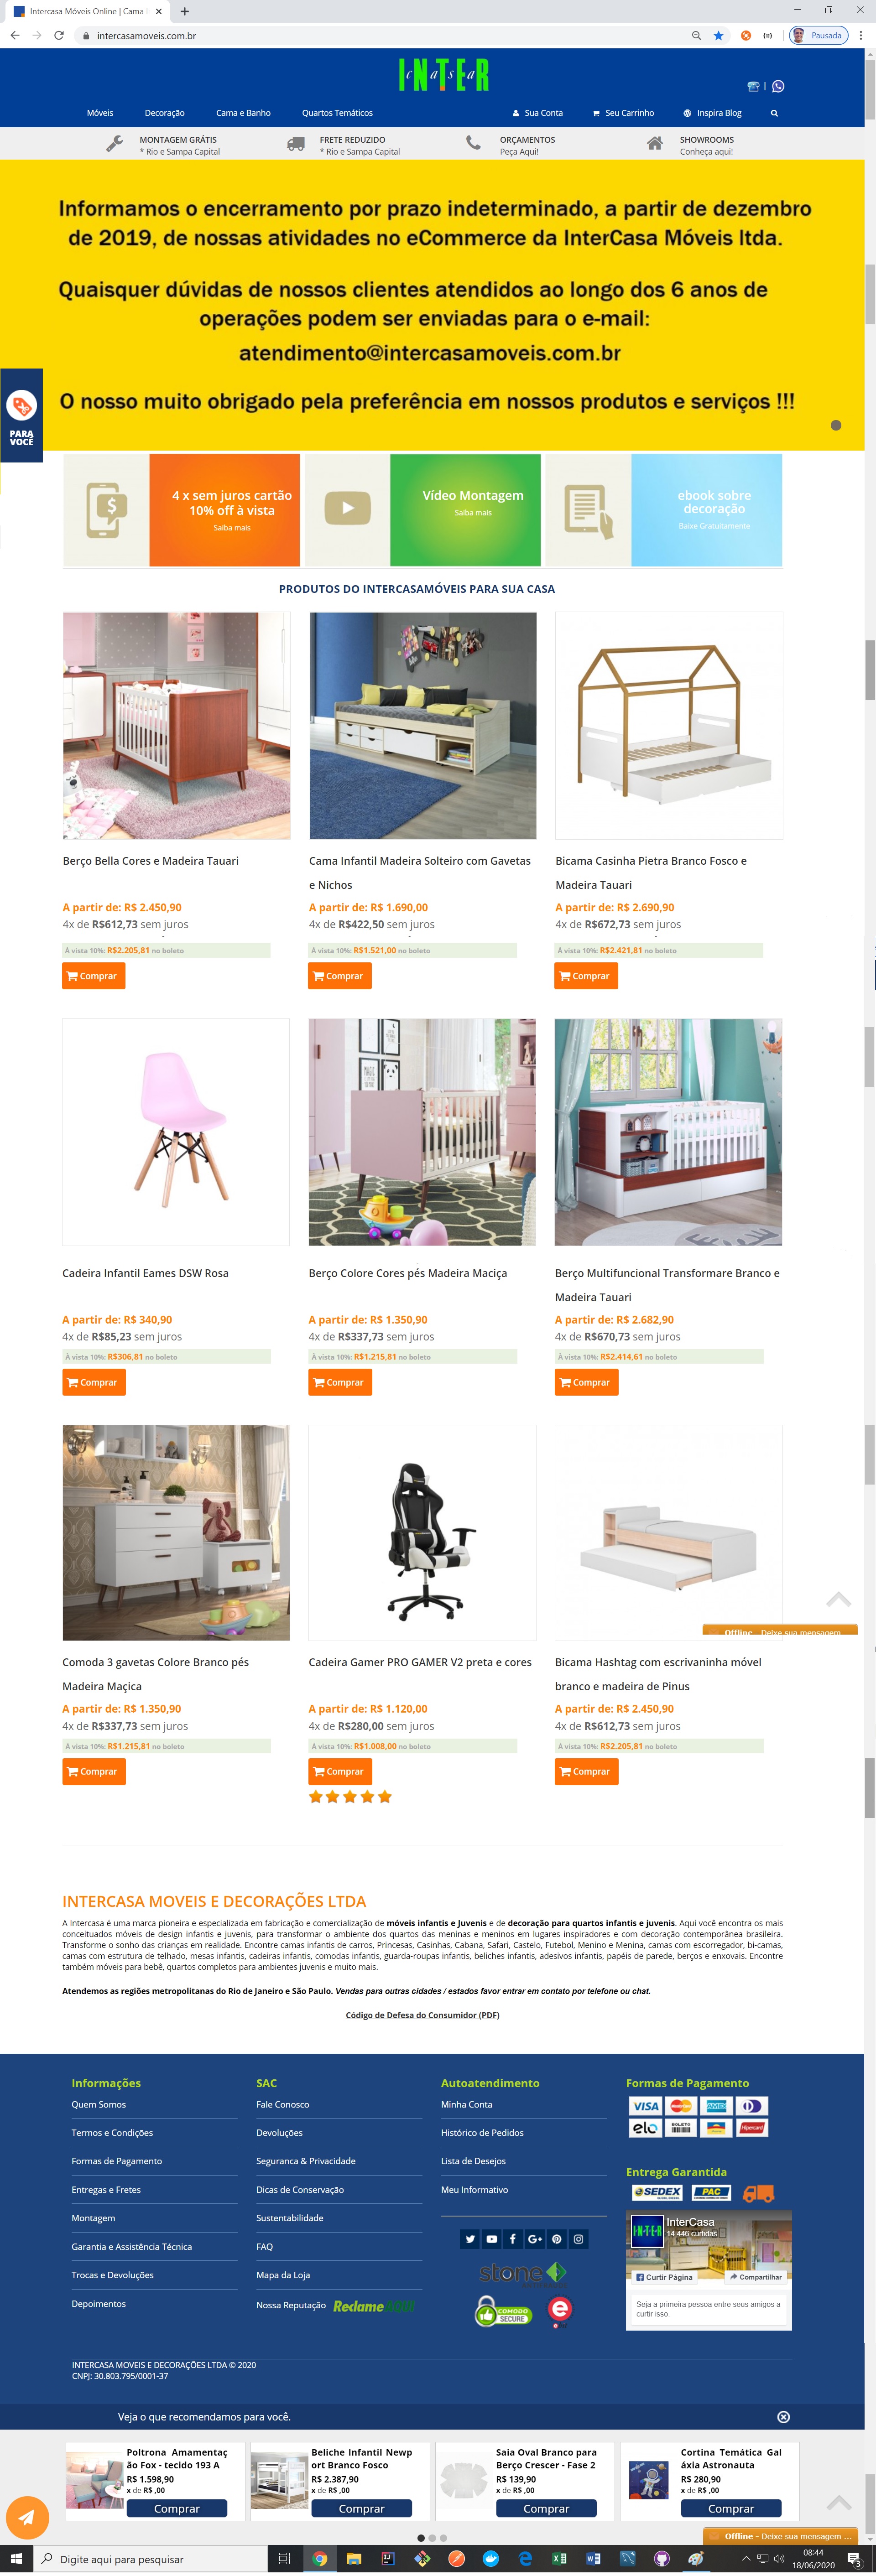 Intercasa Móveis Online | Cama I
intercasamoveis.com.br
Pausada
INTER
casa
Móveis
Decoração
Cama e Banho
Quartos Temáticos
Sua Conta
Seu Carrinho
Inspira Blog
MONTAGEM GRÁTIS
* Rio e Sampa Capital
FRETE REDUZIDO
* Rio e Sampa Capital
ORÇAMENTOS
Peça Aqui!
SHOWROOMS
Conheça aqui!
Informamos o encerramento por prazo indeterminado, a partir de dezembro
de 2019, de nossas atividades no eCommerce da InterCasa Móveis ltda.
Quaisquer dúvidas de nossos clientes atendidos ao longo dos 6 anos de
operações podem ser enviadas para o e-mail:
atendimento@intercasamoveis.com.br
O nosso muito obrigado pela preferência em nossos produtos e serviços !!!
PARA
VOCÊ
4 x sem juros cartão
10% off à vista
Saiba mais
Vídeo Montagem
Saiba mais
ebook sobre
decoração
Baixe Gratuitamente
PRODUTOS DO INTERCASAMÓVEIS PARA SUA CASA
Berço Bella Cores e Madeira Tauari
A partir de: R$ 2.450,90
4x de R$612,73 sem juros
À vista 10%: R$2.205,81 no boleto
Comprar
Cama Infantil Madeira Solteiro com Gavetas
e Nichos
A partir de: R$ 1.690,00
4x de R$422,50 sem juros
À vista 10%: R$1.521,00 no boleto
Comprar
Bicama Casinha Pietra Branco Fosco e
Madeira Tauari
A partir de: R$ 2.690,90
4x de R$672,73 sem juros
À vista 10%: R$2.421,81 no boleto
Comprar
Cadeira Infantil Eames DSW Rosa
A partir de: R$ 340,90
4x de R$85,23 sem juros
À vista 10%: R$306,81 no boleto
Comprar
Berço Colore Cores pés Madeira Maciça
A partir de: R$ 1.350,90
4x de R$337,73 sem juros
À vista 10%: R$1.215,81 no boleto
Comprar
Berço Multifuncional Transformare Branco e
Madeira Tauari
A partir de: R$ 2.682,90
4x de R$670,73 sem juros
À vista 10%: R$2.414,61 no boleto
Comprar
Offline - Deixe sua mensagem
Comoda 3 gavetas Colore Branco pés
Madeira Maçica
A partir de: R$ 1.350,90
4x de R$337,73 sem juros
À vista 10%: R$1.215,81 no boleto
Comprar
Cadeira Gamer PRO GAMER V2 preta e cores
A partir de: R$ 1.120,00
4x de R$280,00 sem juros
À vista 10%: R$1.008,00 no boleto
Comprar
Bicama Hashtag com escrivaninha móvel
branco e madeira de Pinus
A partir de: R$ 2.450,90
4x de R$612,73 sem juros
À vista 10%: R$2.205,81 no boleto
Comprar
INTERCASA MOVEIS E DECORAÇÕES LTDA
A Intercasa é uma marca pioneira e especializada em fabricação e comercialização de móveis infantis e Juvenis e de decoração para quartos infantis e juvenis. Aqui você encontra os mais
conceituados móveis de design infantis e juvenis, para transformar o ambiente dos quartos das meninas e meninos em lugares inspiradores e com decoração contemporânea brasileira.
Transforme o sonho das crianças em realidade. Encontre camas infantis de carros, Princesas, Casinhas, Cabana, Safari, Castelo, Futebol, Menino e Menina, camas com escorregador, bi-camas,
camas com estrutura de telhado, mesas infantis, cadeiras infantis, comodas infantis, guarda-roupas infantis, beliches infantis, adesivos infantis, papéis de parede, berços e enxovais. Encontre
também móveis para bebê, quartos completos para ambientes juvenis e muito mais.
Atendemos as regiões metropolitanas do Rio de Janeiro e São Paulo. Vendas para outras cidades / estados favor entrar em contato por telefone ou chat.
Código de Defesa do Consumidor (PDF)
Informações
Quem Somos
Termos e Condições
Formas de Pagamento
Entregas e Fretes
Montagem
Garantia e Assistência Técnica
Trocas e Devoluções
Depoimentos
SAC
Fale Conosco
Devoluções
Seguranca & Privacidade
Dicas de Conservação
Sustentabilidade
FAQ
Mapa da Loja
Nossa Reputação ReclameAQUI
Autoatendimento
Minha Conta
Histórico de Pedidos
Lista de Desejos
Meu Informativo
stone
COMODO
SECURE
e
Formas de Pagamento
VISA
AMEX
elo
BOLETO
Hipercard
Entrega Garantida
SEDEX
PAC
INTER
InterCasa
14.446 curtidas
Curtir Página
Compartilhar
Seja a primeira pessoa entre seus amigos a
curtir isso.
INTERCASA MOVEIS E DECORAÇÕES LTDA © 2020
CNPJ: 30.803.795/0001-37
Veja o que recomendamos para você.
Poltrona Amamentaç
ão Fox - tecido 193 A
R$ 1.598,90
x de R$ ,00
Comprar
Beliche Infantil Newp
ort Branco Fosco
R$ 2.387,90
x de R$ ,00
Comprar
Saia Oval Branco para
Berço Crescer - Fase 2
R$ 139,90
x de R$ ,00
Comprar
Cortina Temática Gal
áxia Astronauta
R$ 280,90
x de R$ ,00
Comprar
Offline - Deixe sua mensagem ...
Digite aqui para pesquisar
08:44
18/06/2020
3